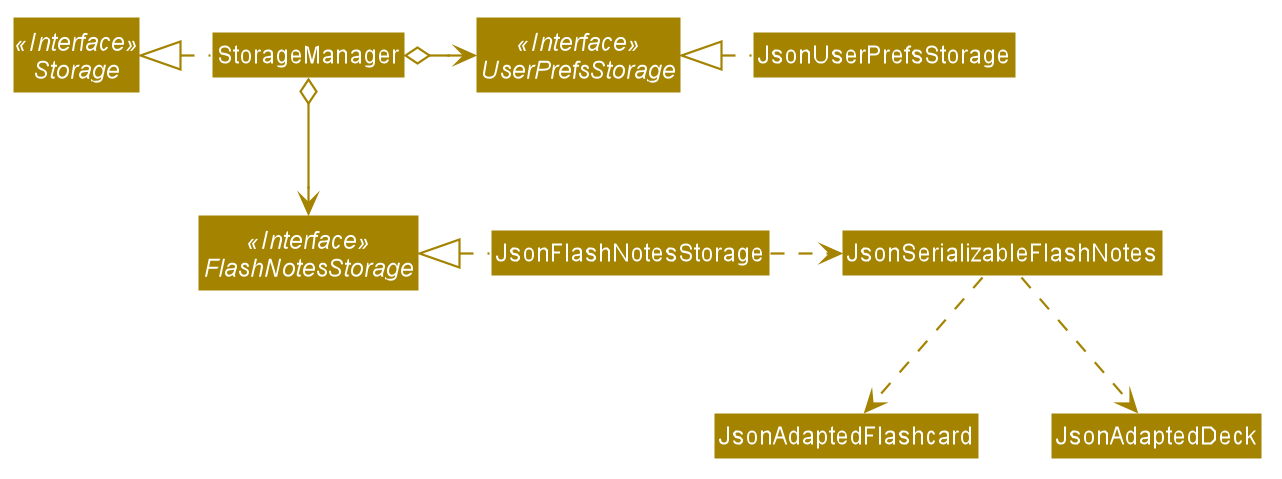 «Interface»
Storage
StorageManager
«Interface»
UserPrefsStorage
JsonUserPrefsStorage
«Interface»
FlashNotesStorage
JsonFlashNotesStorage
JsonSerializableFlashNotes
JsonAdaptedFlashcard
JsonAdaptedDeck